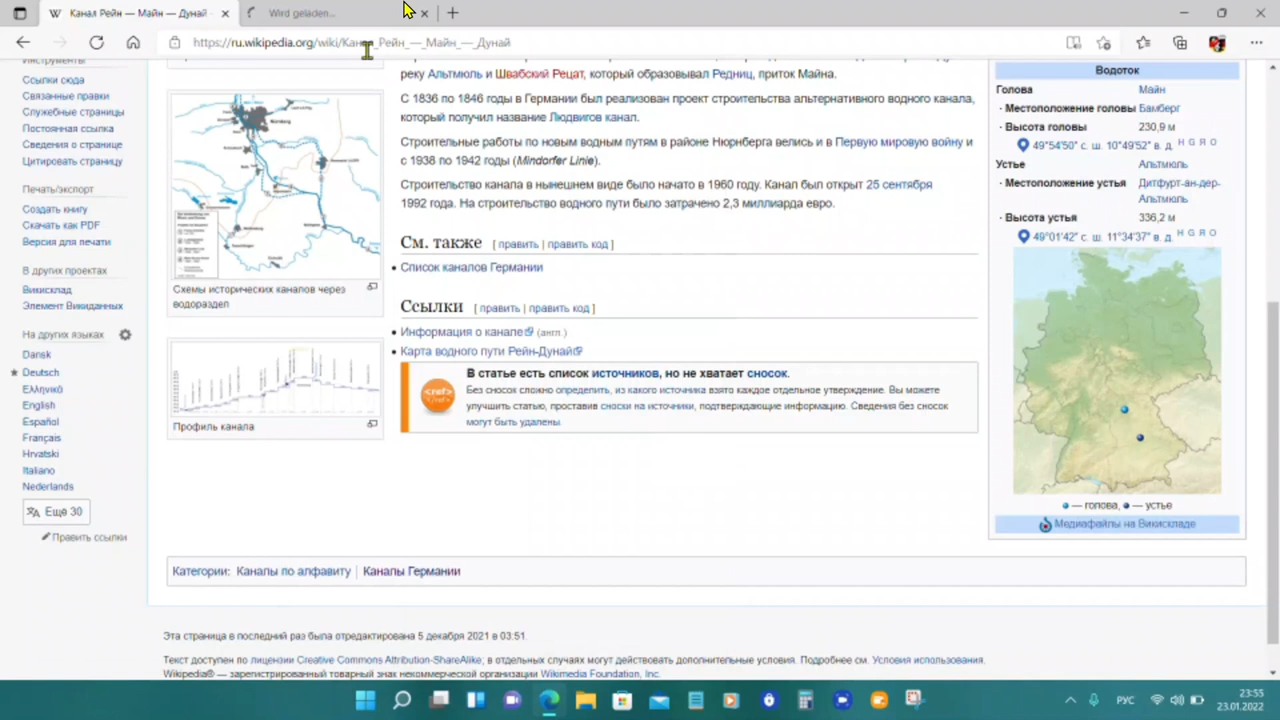 Канал Рейн — Майн — Дунай
Wird geladen...
https://ru.wikipedia.org/wiki/Канал_Рейн_—_Майн_—_Дунай
Инструменты
Ссылки сюда
Связанные правки
Служебные страницы
Постоянная ссылка
Сведения о странице
Цитировать страницу
Печать/экспорт
Создать книгу
Скачать как PDF
Версия для печати
В других проектах
Викисклад
Элемент Викиданных
На других языках
Dansk
Deutsch
Ελληνικά
English
Español
Français
Hrvatski
Italiano
Nederlands
Ещё 30
Править ссылки
Схемы исторических каналов через
водораздел
Профиль канала
реку Альтмюль и Швабский Рецат, который образовывал Редниц, приток Майна.
С 1836 по 1846 годы в Германии был реализован проект строительства альтернативного водного канала,
который получил название Людвигов канал.
Строительные работы по новым водным путям в районе Нюрнберга велись и в Первую мировую войну и
с 1938 по 1942 годы (Mindorfer Linie).
Строительство канала в нынешнем виде было начато в 1960 году. Канал был открыт 25 сентября
1992 года. На строительство водного пути было затрачено 2,3 миллиарда евро.
См. также [ править | править код ]
• Список каналов Германии
Ссылки [ править | править код ]
• Информация о канале (англ.)
• Карта водного пути Рейн-Дунай
<ref>
</ref>
В статье есть список источников, но не хватает сносок.
Без сносок сложно определить, из какого источника взято каждое отдельное утверждение. Вы можете
улучшить статью, проставив сноски на источники, подтверждающие информацию. Сведения без сносок
могут быть удалены.
Водоток
Голова Майн
· Местоположение головы Бамберг
· Высота головы 230,9 м
49°54′50″ с. ш. 10°49′52″ в. д. H G Я O
Устье Альтмюль
· Местоположение устья Дитфурт-ан-дер-
Альтмюль
· Высота устья 336,2 м
49°01′42″ с. ш. 11°34′37″ в. д. H G Я O
— голова, — устье
Медиафайлы на Викискладе
Категории: Каналы по алфавиту | Каналы Германии
Эта страница в последний раз была отредактирована 5 декабря 2021 в 03:51.
Текст доступен по лицензии Creative Commons Attribution-ShareAlike; в отдельных случаях могут действовать дополнительные условия. Подробнее см. Условия использования.
Wikipedia® — зарегистрированный товарный знак некоммерческой организации Wikimedia Foundation, Inc.
РУС
23:55
23.01.2022